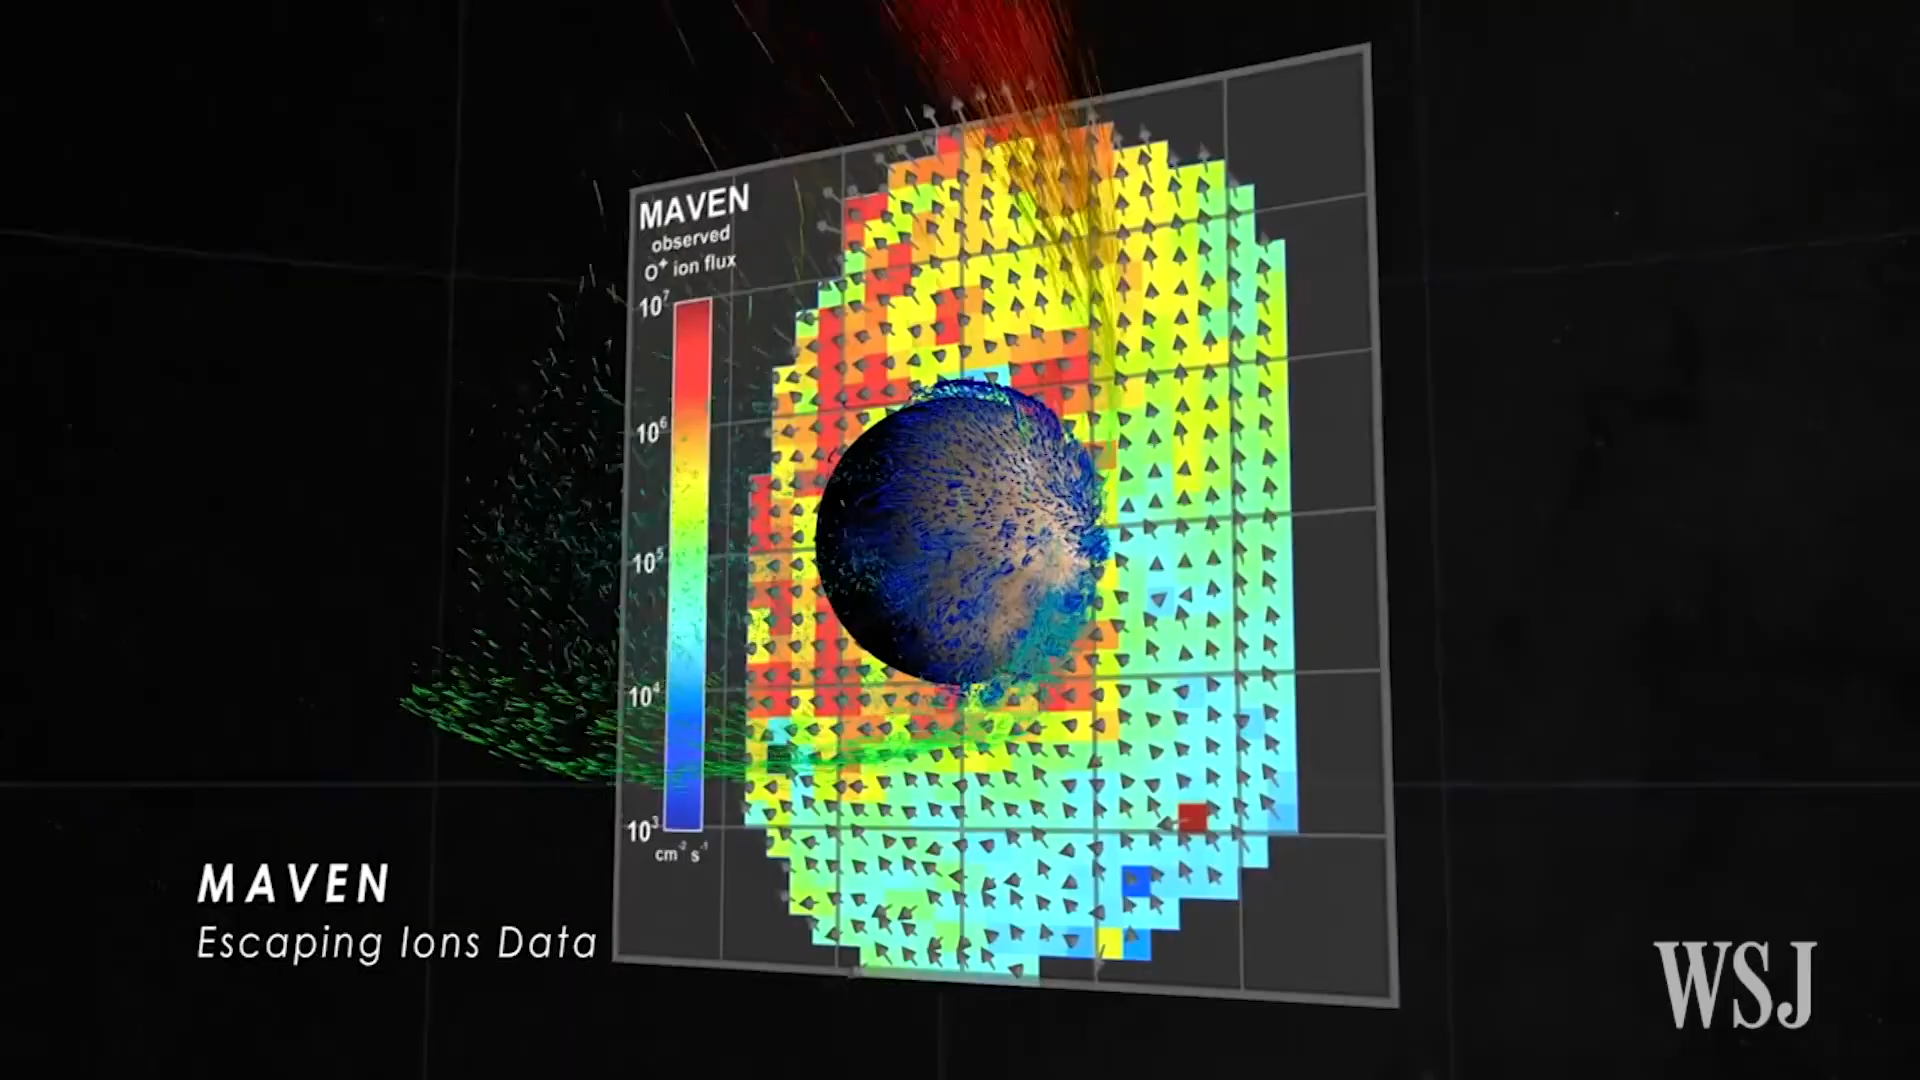 MAVEN
observed
O⁺ ion flux
10⁷
10⁶
10⁵
10⁴
10³
cm⁻² s⁻¹
MAVEN
Escaping Ions Data
WSJ